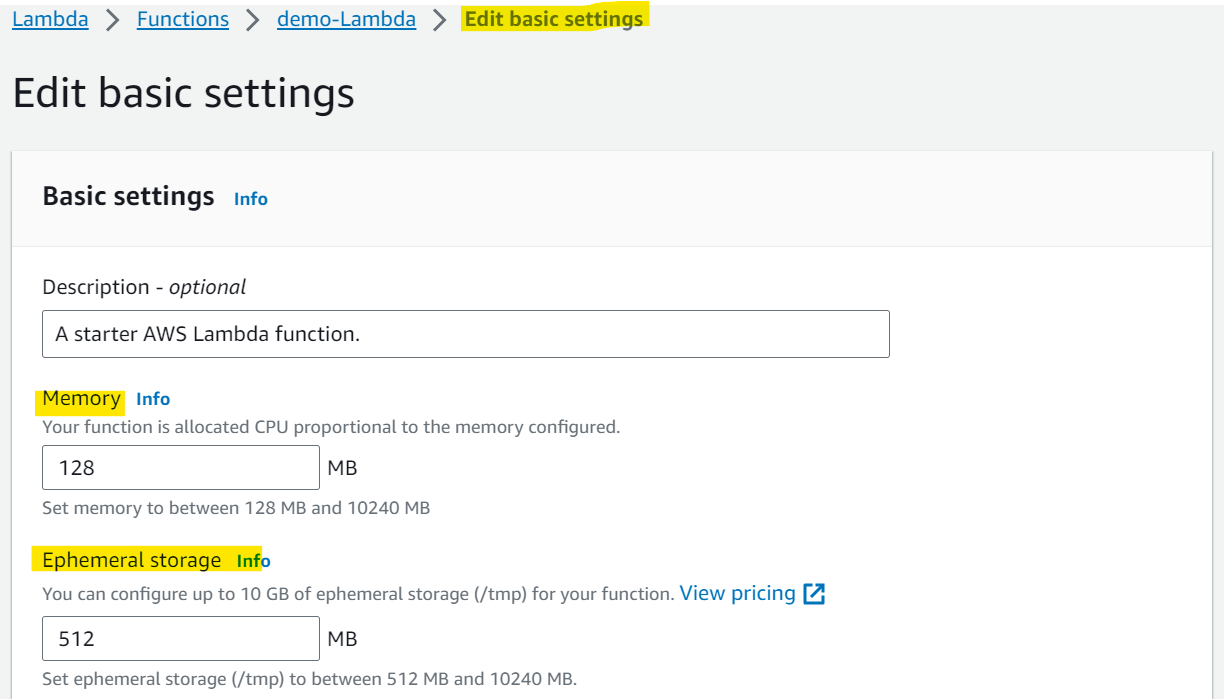 Lambda > Functions > demo-Lambda > Edit basic settings
Edit basic settings
Basic settings Info
Description - optional
A starter AWS Lambda function.
Memory Info
Your function is allocated CPU proportional to the memory configured.
128 MB
Set memory to between 128 MB and 10240 MB
Ephemeral storage Info
You can configure up to 10 GB of ephemeral storage (/tmp) for your function. View pricing
512 MB
Set ephemeral storage (/tmp) to between 512 MB and 10240 MB.